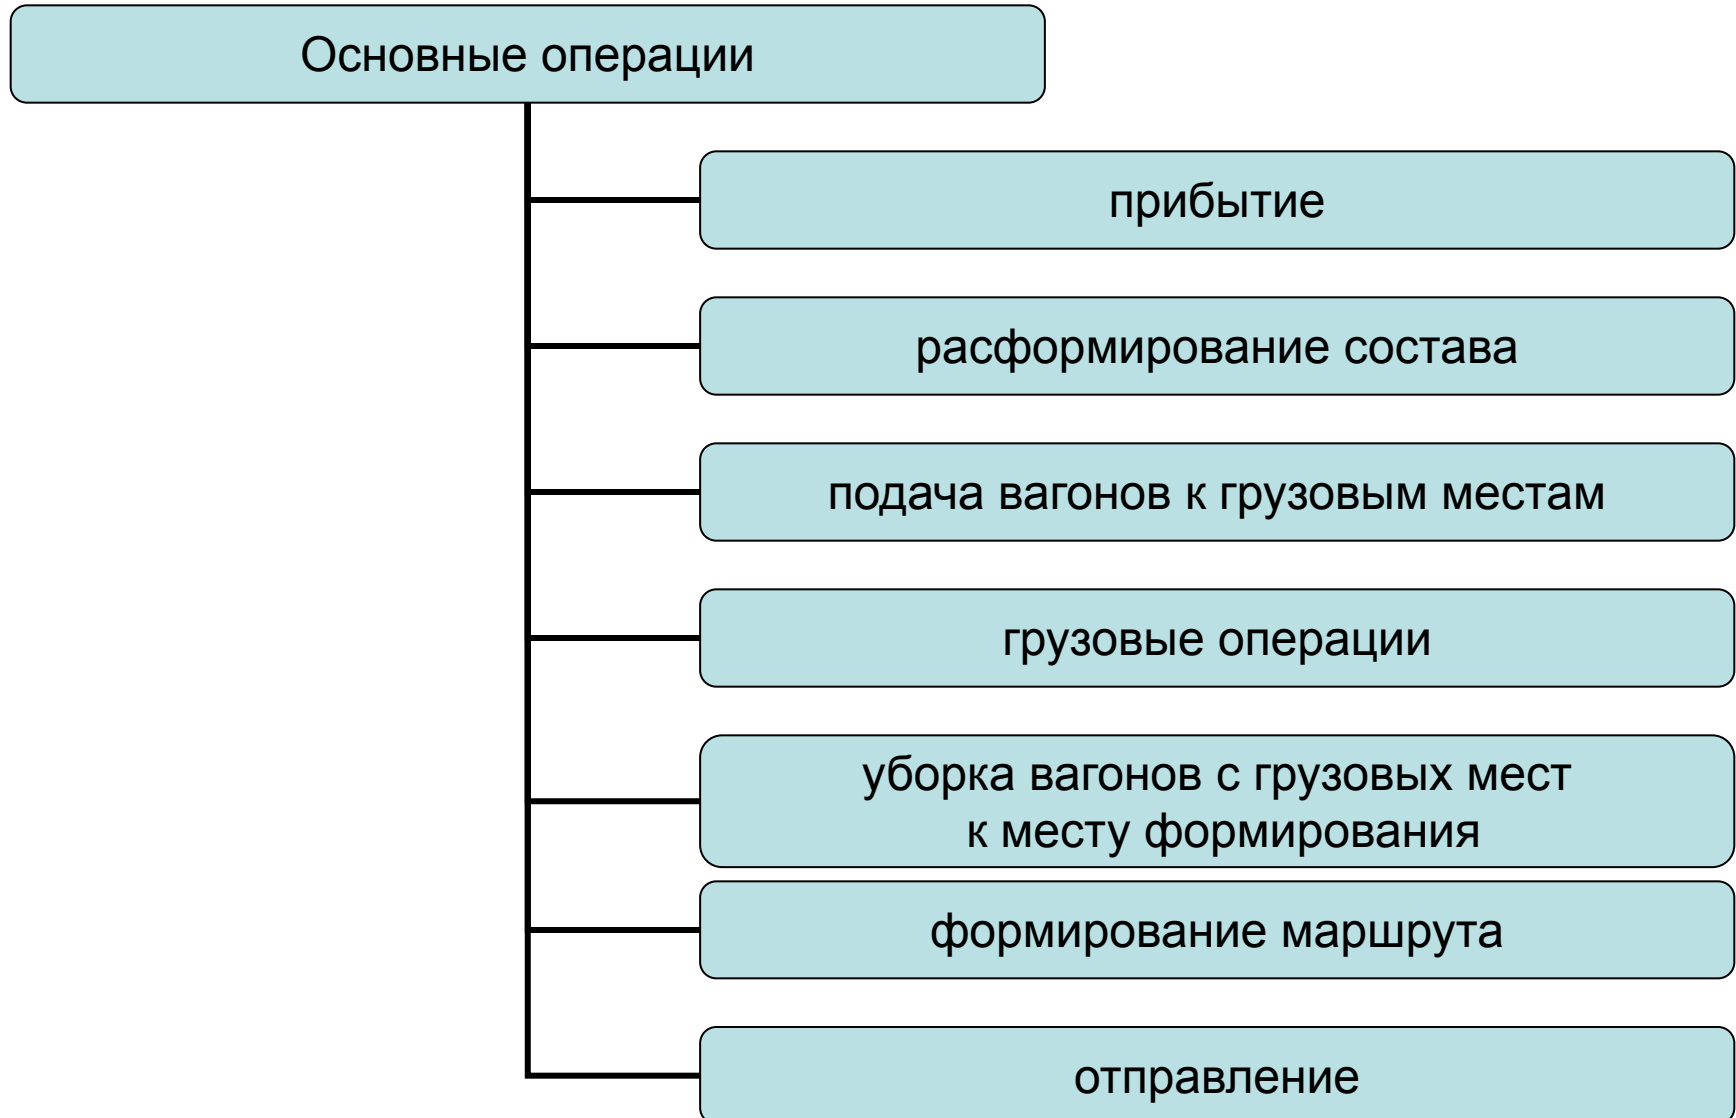 Основные операции
прибытие
расформирование состава
подача вагонов к грузовым местам
грузовые операции
уборка вагонов с грузовых мест
к месту формирования
формирование маршрута
отправление